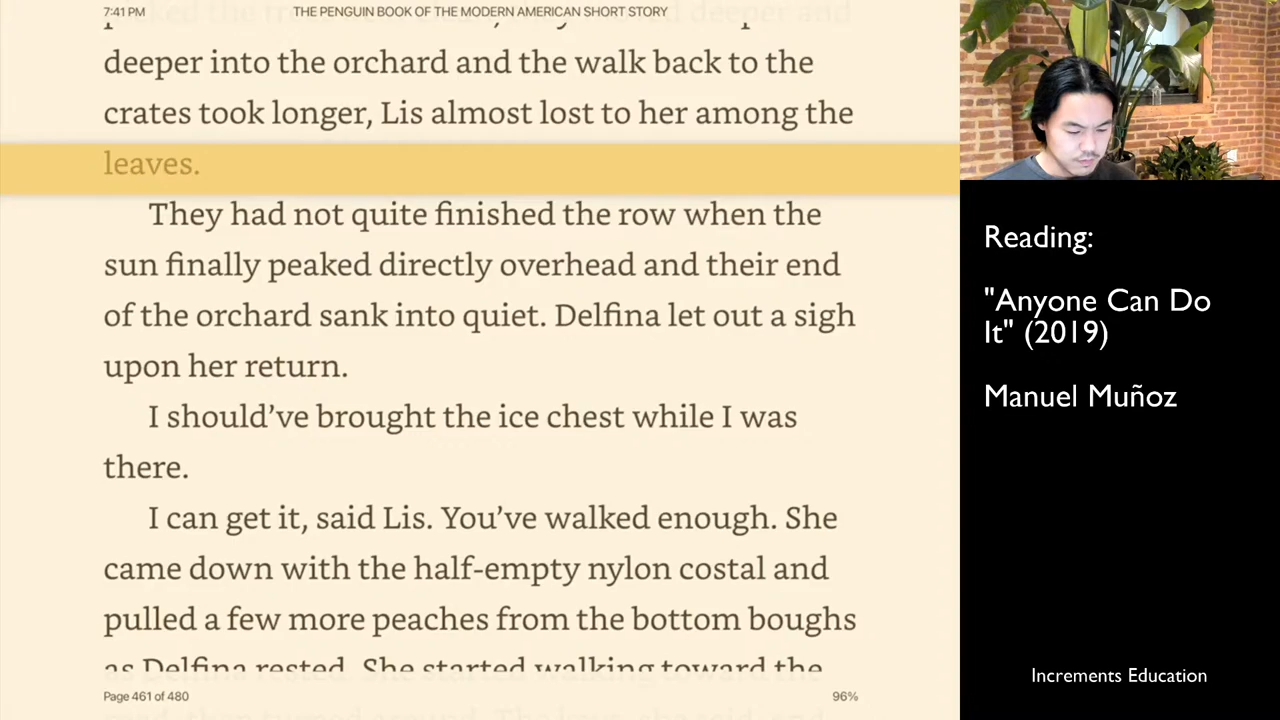 7:41 PM
THE PENGUIN BOOK OF THE MODERN AMERICAN SHORT STORY
deeper and
deeper into the orchard and the walk back to the
crates took longer, Lis almost lost to her among the
leaves.
They had not quite finished the row when the
sun finally peaked directly overhead and their end
of the orchard sank into quiet. Delfina let out a sigh
upon her return.
I should’ve brought the ice chest while I was
there.
I can get it, said Lis. You’ve walked enough. She
came down with the half-empty nylon costal and
pulled a few more peaches from the bottom boughs
as Delfina rested. She started walking toward the
Page 461 of 480
96%
Reading:
"Anyone Can Do
It" (2019)
Manuel Muñoz
Increments Education